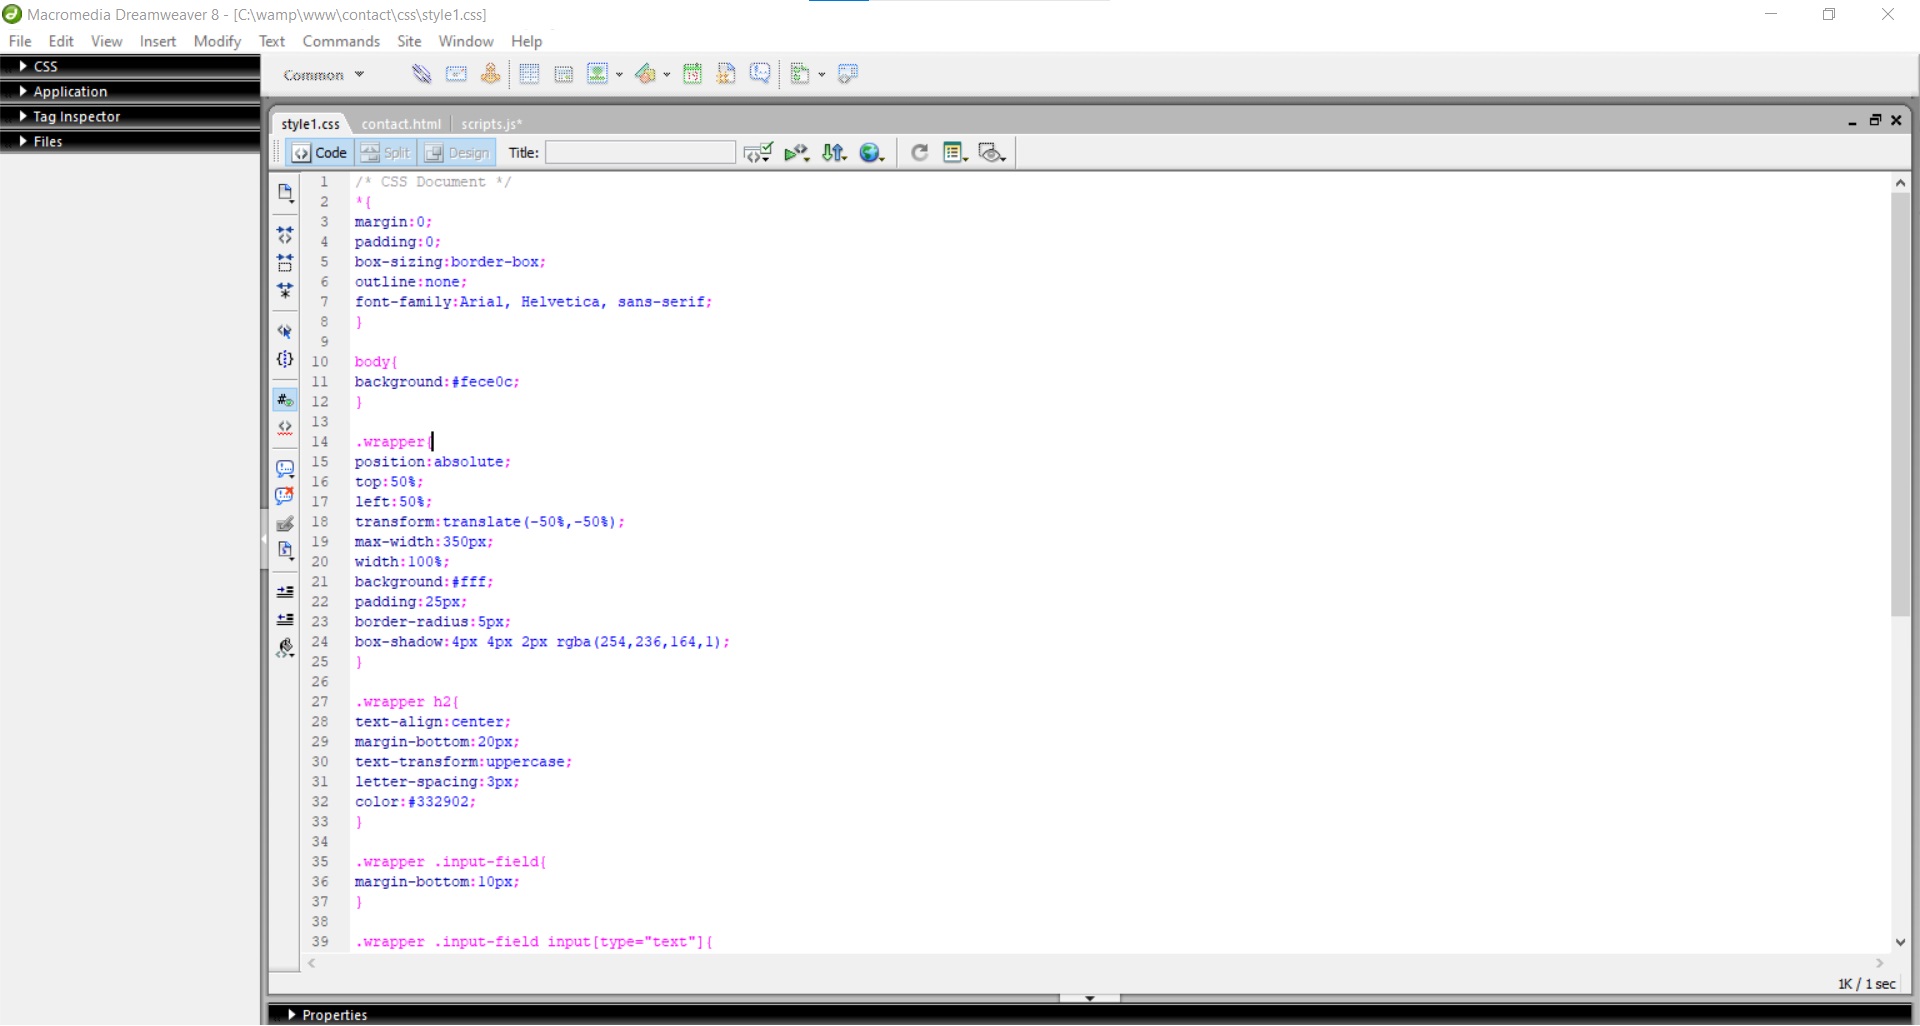 Macromedia Dreamweaver 8 - [C:\wamp\www\contact\css\style1.css]
File Edit View Insert Modify Text Commands Site Window Help
CSS
Application
Tag Inspector
Files
Common
style1.css contact.html scripts.js*
Code Split Design Title:
1 /* CSS Document */
2 *{
3 margin:0;
4 padding:0;
5 box-sizing:border-box;
6 outline:none;
7 font-family:Arial, Helvetica, sans-serif;
8 }
9
10 body{
11 background:#fece0c;
12 }
13
14 .wrapper{
15 position:absolute;
16 top:50%;
17 left:50%;
18 transform:translate(-50%,-50%);
19 max-width:350px;
20 width:100%;
21 background:#fff;
22 padding:25px;
23 border-radius:5px;
24 box-shadow:4px 4px 2px rgba(254,236,164,1);
25 }
26
27 .wrapper h2{
28 text-align:center;
29 margin-bottom:20px;
30 text-transform:uppercase;
31 letter-spacing:3px;
32 color:#332902;
33 }
34
35 .wrapper .input-field{
36 margin-bottom:10px;
37 }
38
39 .wrapper .input-field input[type="text"]{
1K / 1 sec
Properties